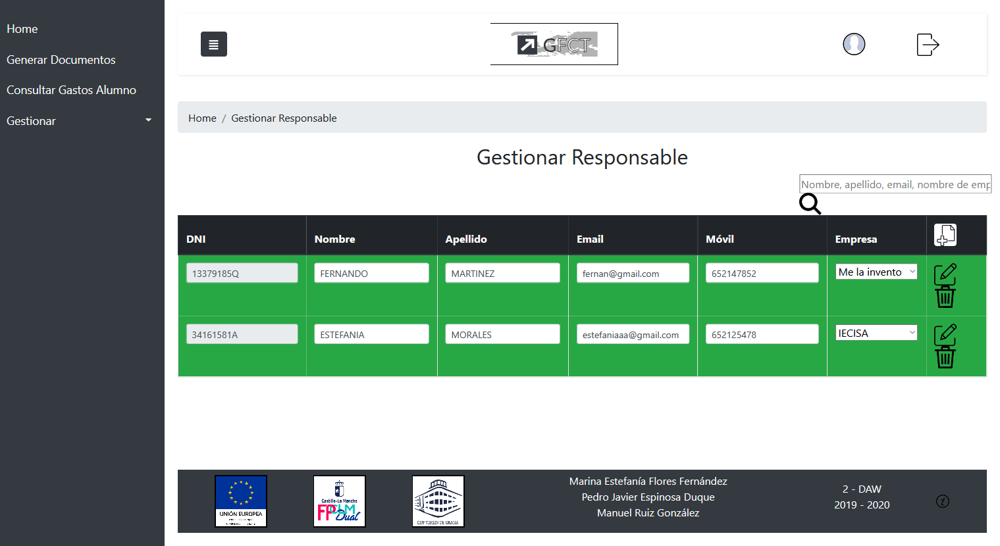 Home
Generar Documentos
Consultar Gastos Alumno
Gestionar
GFCT
Home / Gestionar Responsable
Gestionar Responsable
Nombre, apellido, email, nombre de emp
DNI Nombre Apellido Email Móvil Empresa
13379185Q FERNANDO MARTINEZ fernan@gmail.com 652147852 Me la invento
34161581A ESTEFANIA MORALES estefaniaaa@gmail.com 652125478 IECISA
UNIÓN EUROPEA
Castilla-La Mancha
FPCLM
Dual
CIFP VIRGEN DE GRACIA
Marina Estefanía Flores Fernández
Pedro Javier Espinosa Duque
Manuel Ruiz González
2 - DAW
2019 - 2020
i